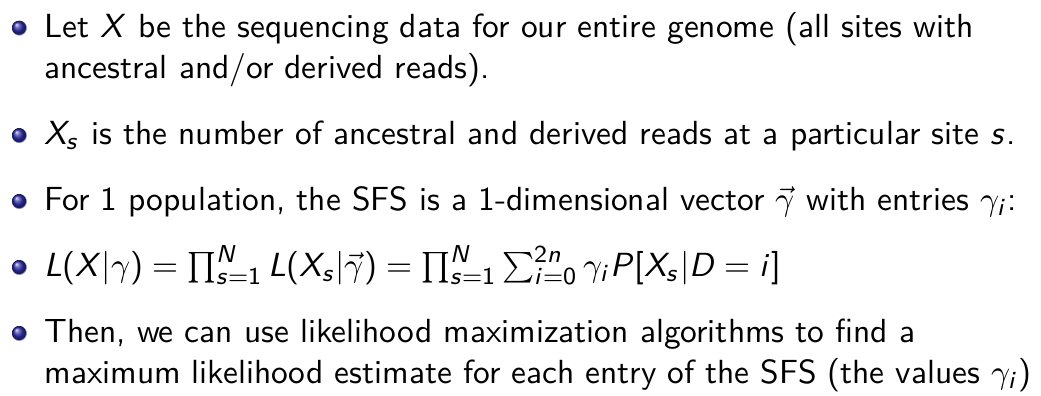 Let X be the sequencing data for our entire genome (all sites with
ancestral and/or derived reads).
X_s is the number of ancestral and derived reads at a particular site s.
For 1 population, the SFS is a 1-dimensional vector γ⃗ with entries γ_i:
L(X|γ) = ∏_{s=1}^{N} L(X_s|γ⃗) = ∏_{s=1}^{N} ∑_{i=0}^{2n} γ_i P[X_s|D = i]
Then, we can use likelihood maximization algorithms to find a
maximum likelihood estimate for each entry of the SFS (the values γ_i)